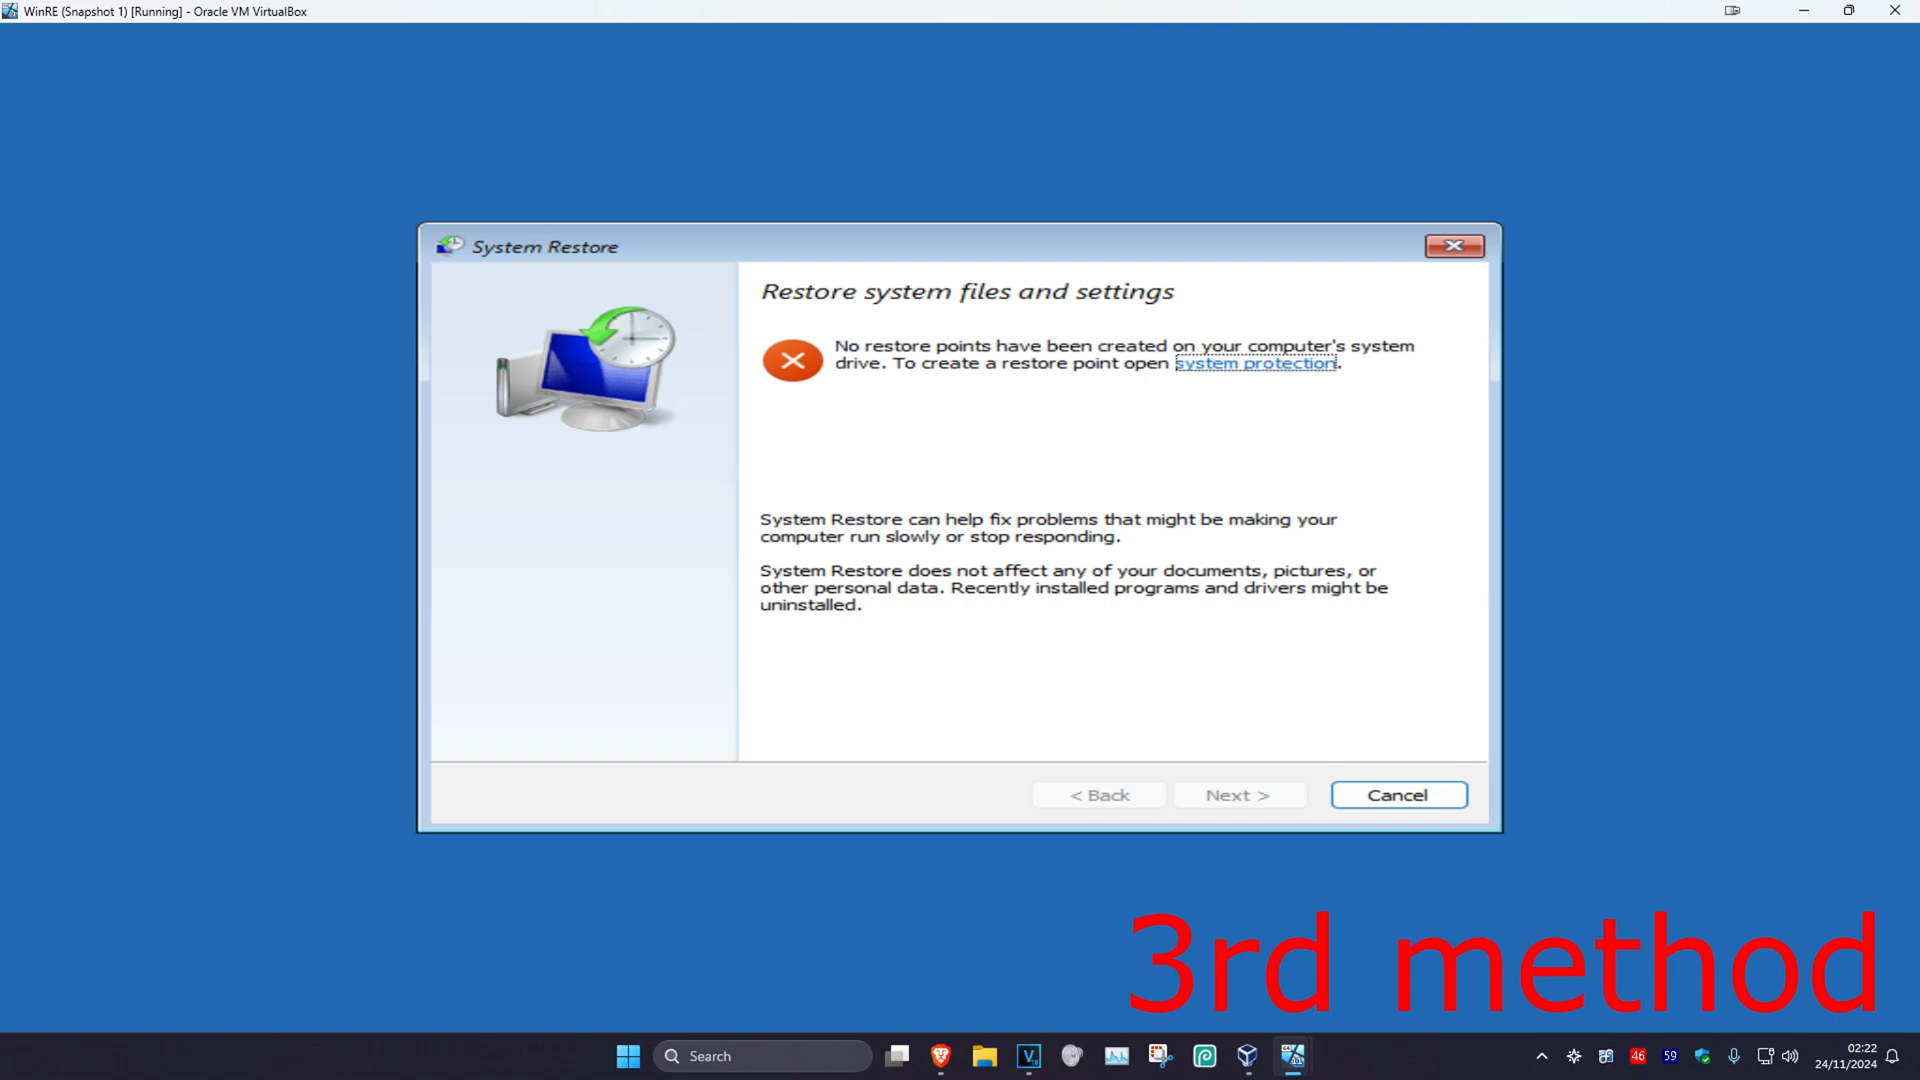 WinRE (Snapshot 1) [Running] - Oracle VM VirtualBox
System Restore
Restore system files and settings
No restore points have been created on your computer's system
drive. To create a restore point open system protection.
System Restore can help fix problems that might be making your
computer run slowly or stop responding.
System Restore does not affect any of your documents, pictures, or
other personal data. Recently installed programs and drivers might be
uninstalled.
< Back
Next >
Cancel
3rd method
Search
46
59
02:22
24/11/2024